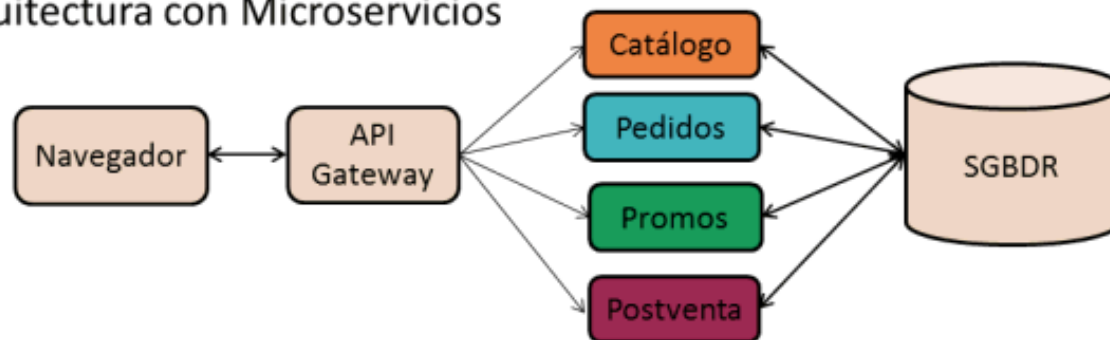 uitectura con Microservicios
Navegador
API
Gateway
Catálogo
Pedidos
Promos
Postventa
SGBDR